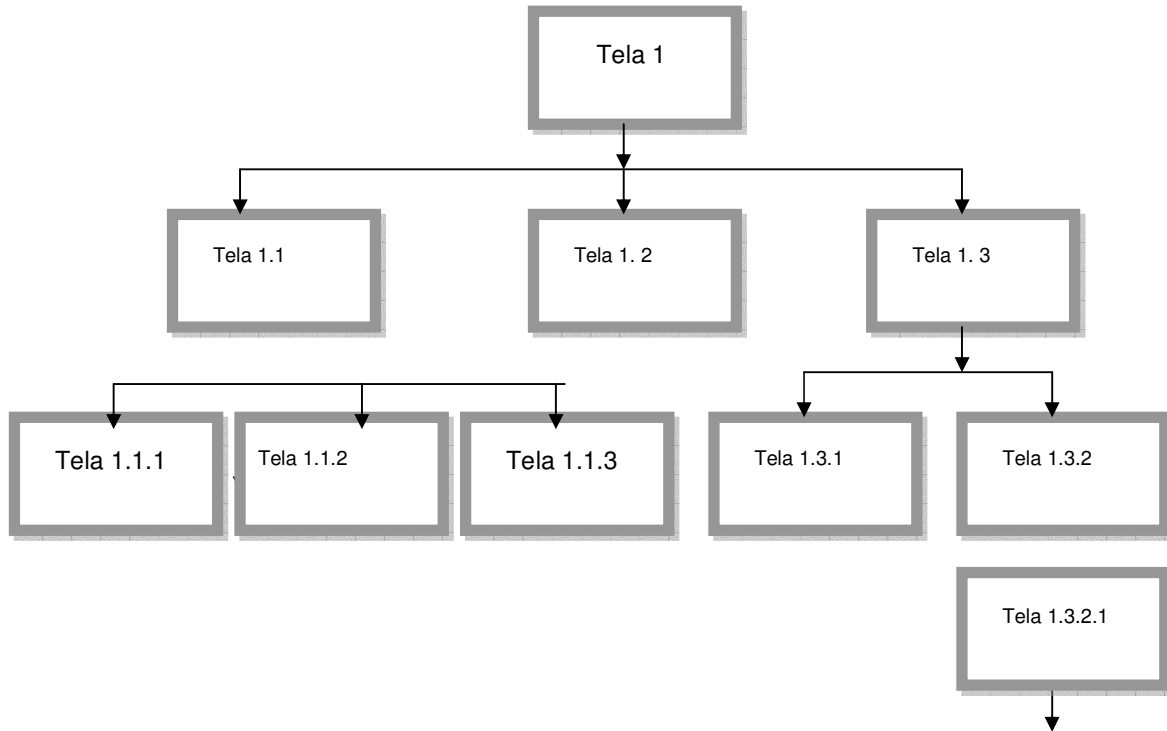 Tela 1
Tela 1.1
Tela 1. 2
Tela 1. 3
Tela 1.1.1
Tela 1.1.2
Tela 1.1.3
Tela 1.3.1
Tela 1.3.2
Tela 1.3.2.1